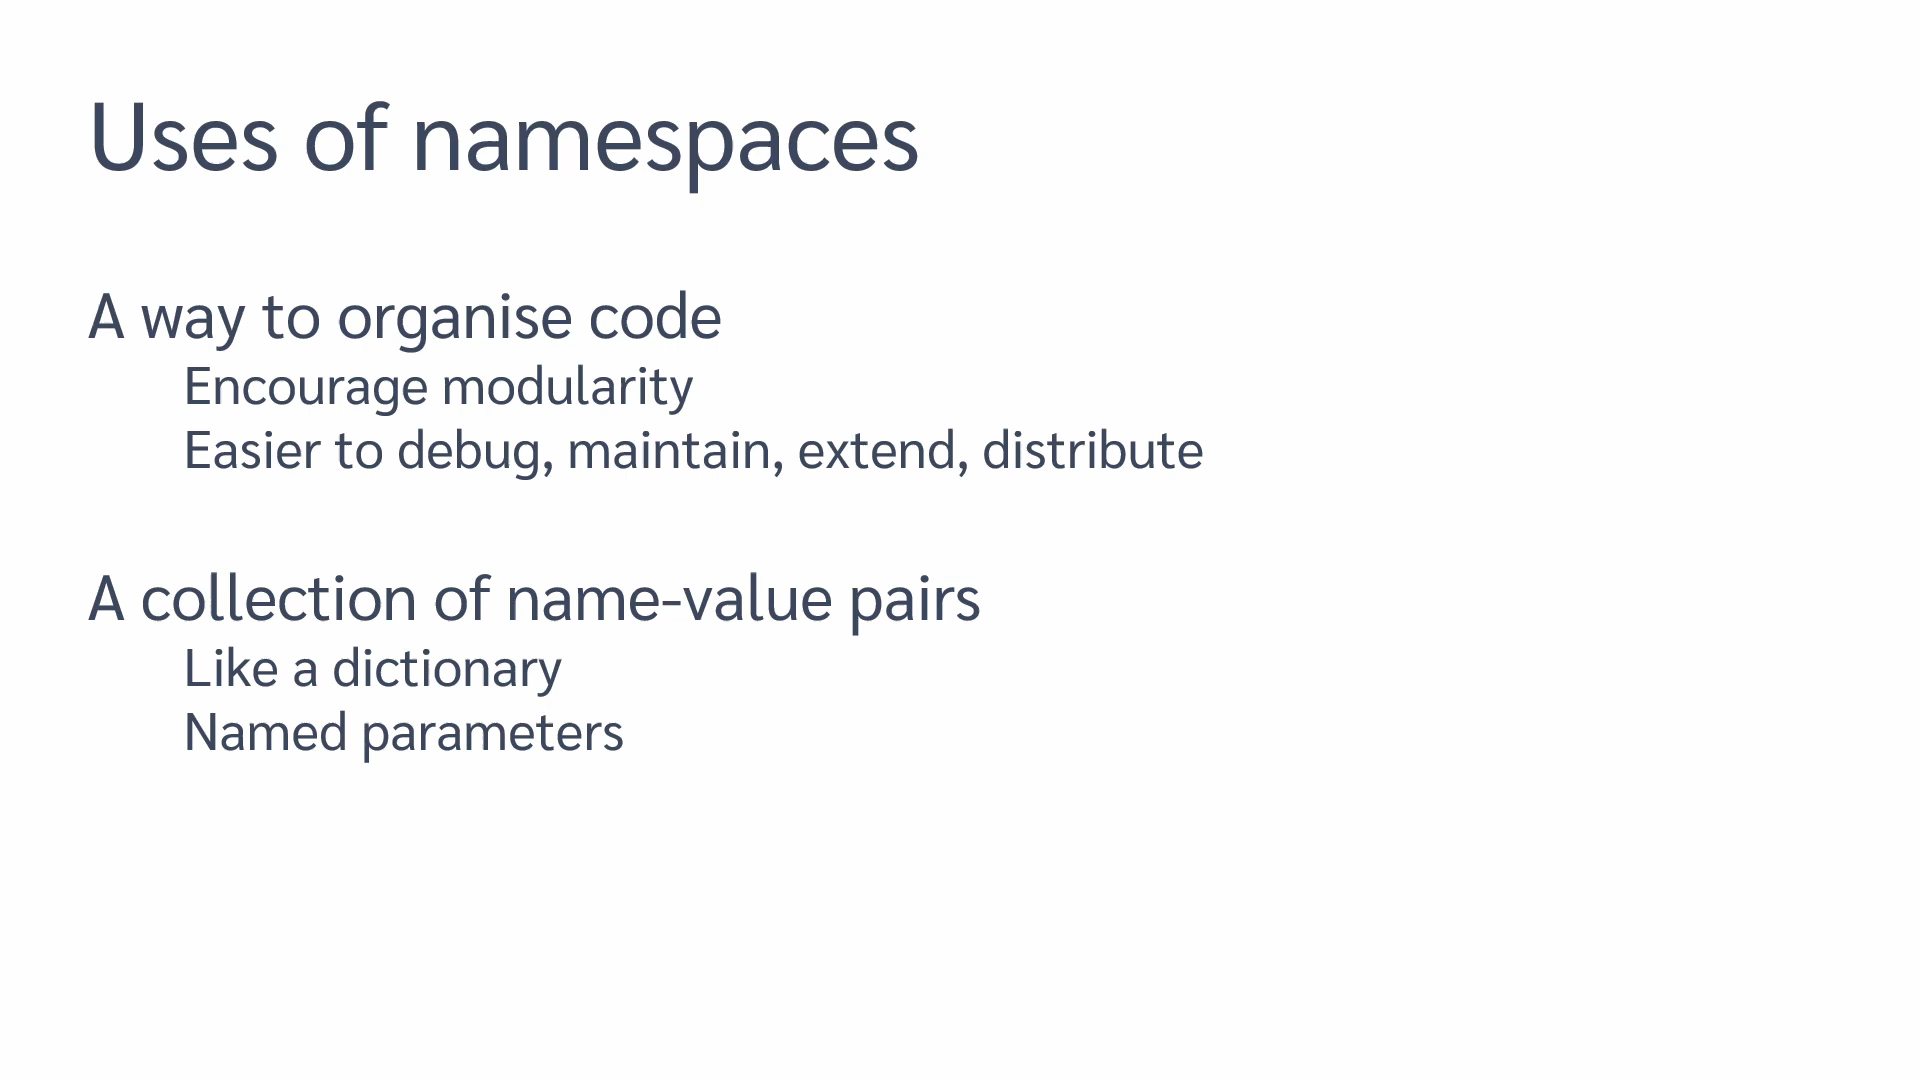 Uses of namespaces
A way to organise code
Encourage modularity
Easier to debug, maintain, extend, distribute
A collection of name-value pairs
Like a dictionary
Named parameters